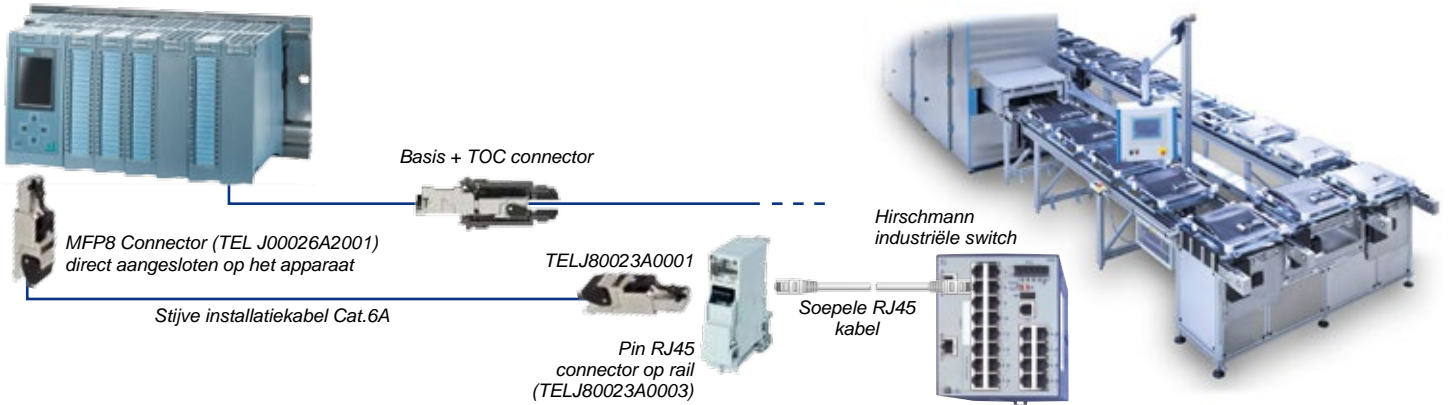 Basis + TOC connector
MFP8 Connector (TEL J00026A2001)
direct aangesloten op het apparaat
Stijve installatiekabel Cat.6A
TELJ80023A0001
Pin RJ45
connector op rail
(TELJ80023A0003)
Soepele RJ45
kabel
Hirschmann
industriële switch